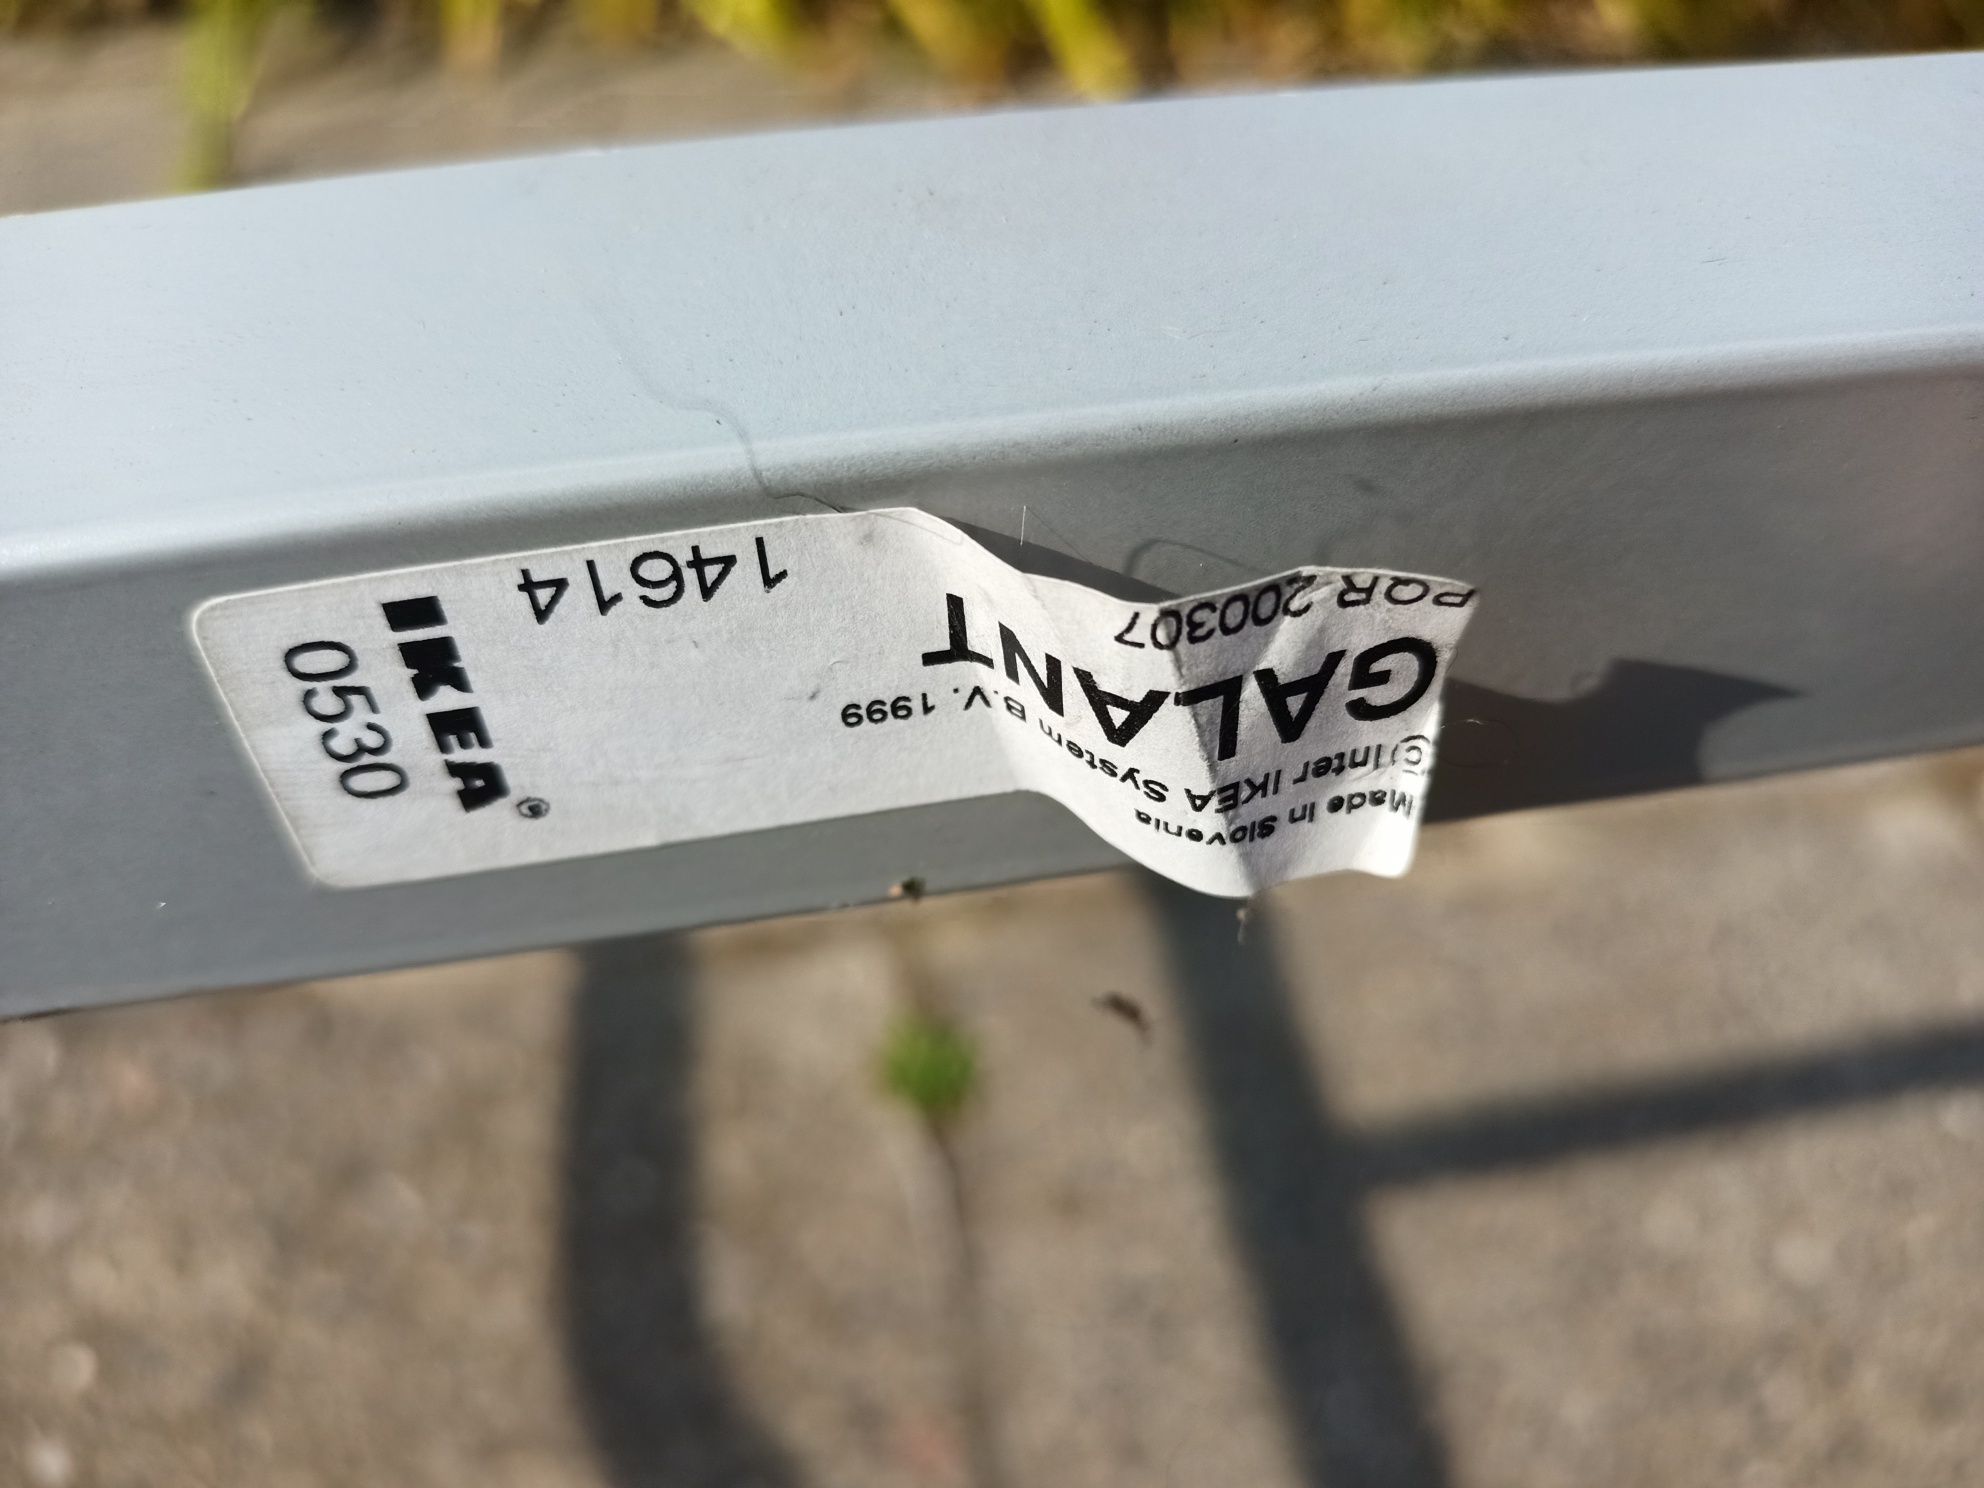 Made in Slovenia
© Inter IKEA System B.V. 1999
GALANT
PQR 200307
14614
IKEA®
0530